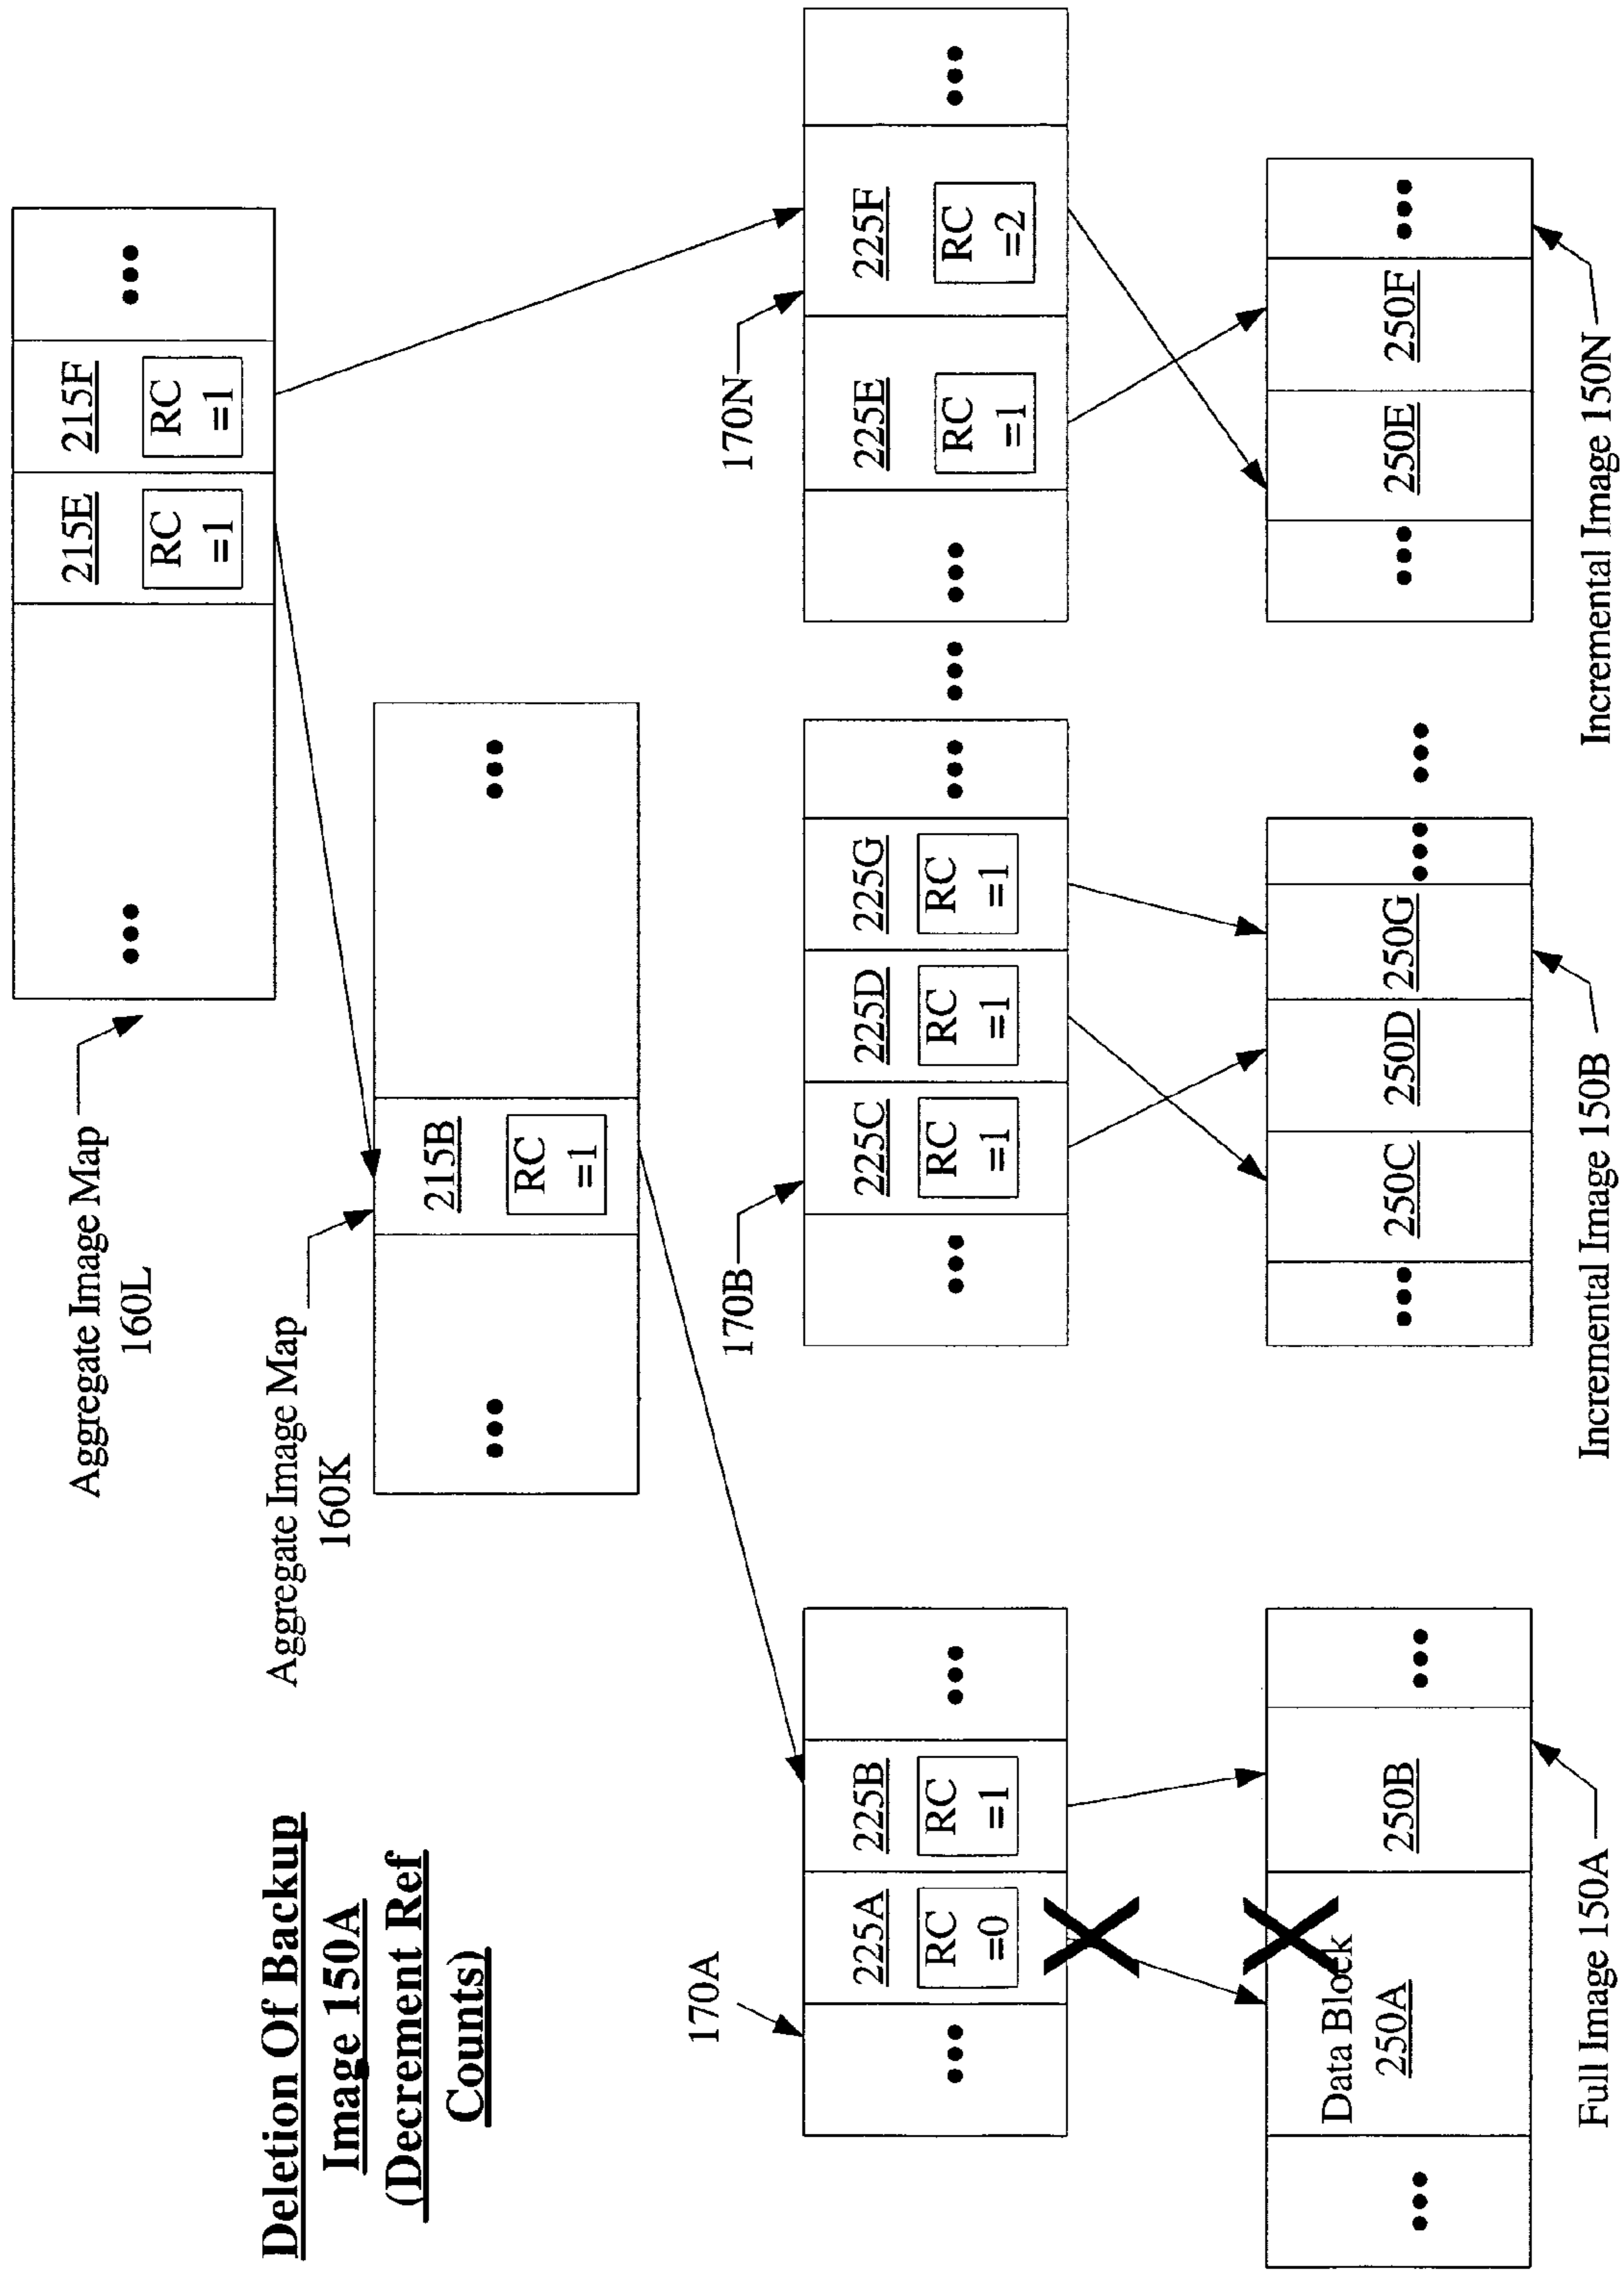 Deletion Of Backup
Image 150A
(Decrement Ref
Counts)
Aggregate Image Map
160L
215E
RC
=1
215F
RC
=1
•••
•••
Aggregate Image Map
160K
•••
215B
RC
=1
•••
170A
•••
225A
RC
=0
225B
RC
=1
•••
170B
•••
225C
RC
=1
225D
RC
=1
225G
RC
=1
•••
•••
170N
•••
225E
RC
=1
225F
RC
=2
•••
•••
Data Block
250A
250B
•••
Full Image 150A
••••
250C
250D
250G
•••
Incremental Image 150B
•••
•••
250E
250F
•••
Incremental Image 150N